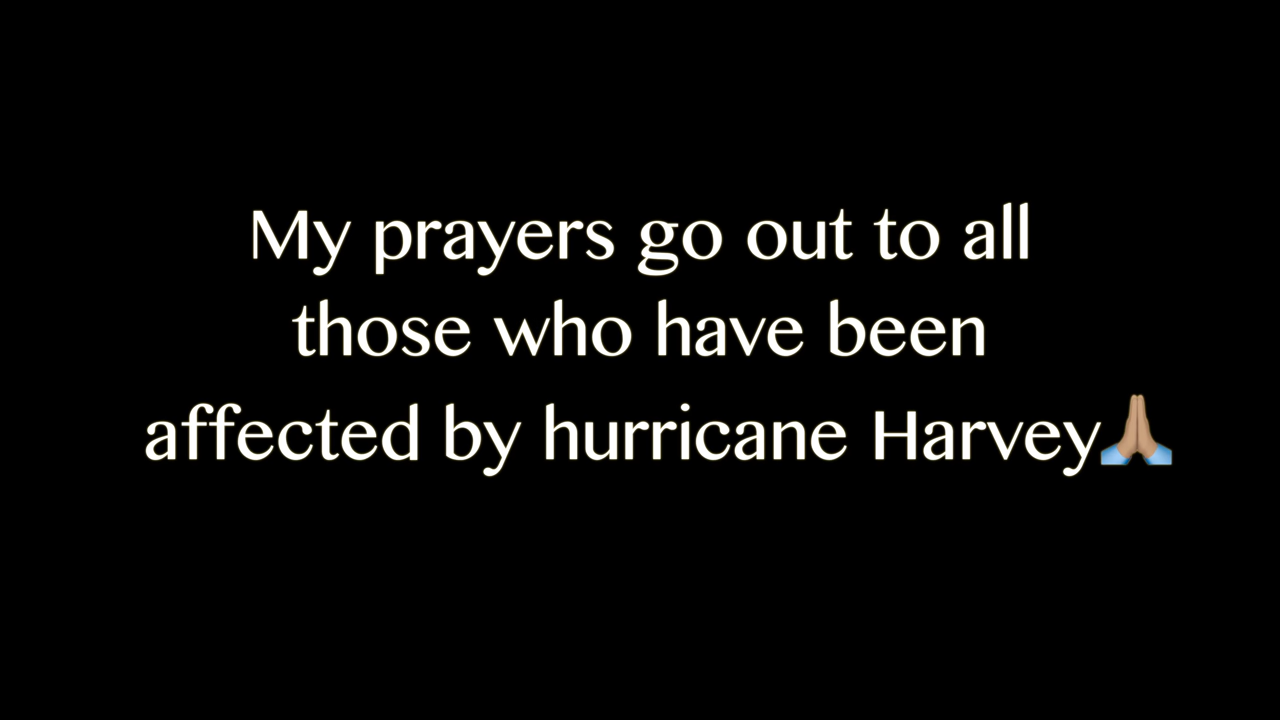 My prayers go out to all
those who have been
affected by hurricane Harvey🙏🏽